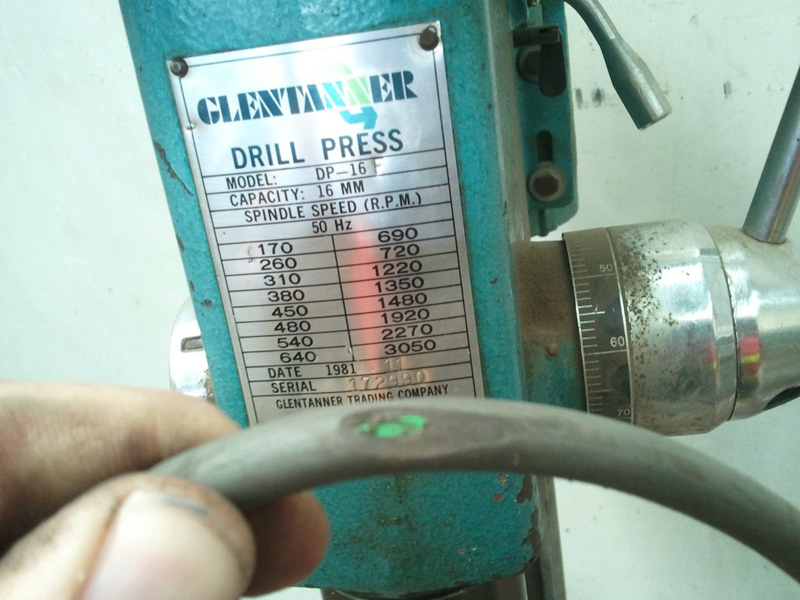 GLENTANNER
DRILL PRESS
MODEL: DP-16 F
CAPACITY: 16 MM
SPINDLE SPEED (R.P.M.)
50 Hz
170 690
260 720
310 1220
380 1350
450 1480
480 1920
540 2270
640 3050
DATE 1981 11
SERIAL 172990
GLENTANNER TRADING COMPANY
50
60
70